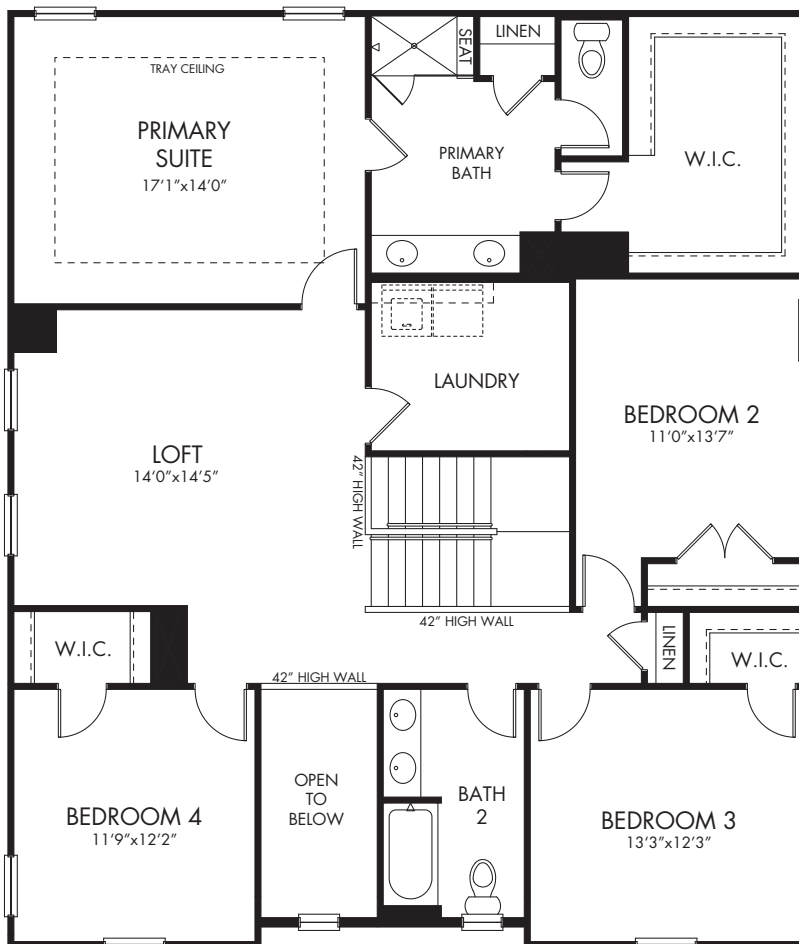 LINEN
SEAT
TRAY CEILING
PRIMARY
SUITE
17'1"x14'0"
PRIMARY
BATH
W.I.C.
LAUNDRY
BEDROOM 2
11'0"x13'7"
LOFT
14'0"x14'5"
42" HIGH WALL
42" HIGH WALL
LINEN
W.I.C.
W.I.C.
42" HIGH WALL
OPEN
TO
BELOW
BATH
2
BEDROOM 4
11'9"x12'2"
BEDROOM 3
13'3"x12'3"